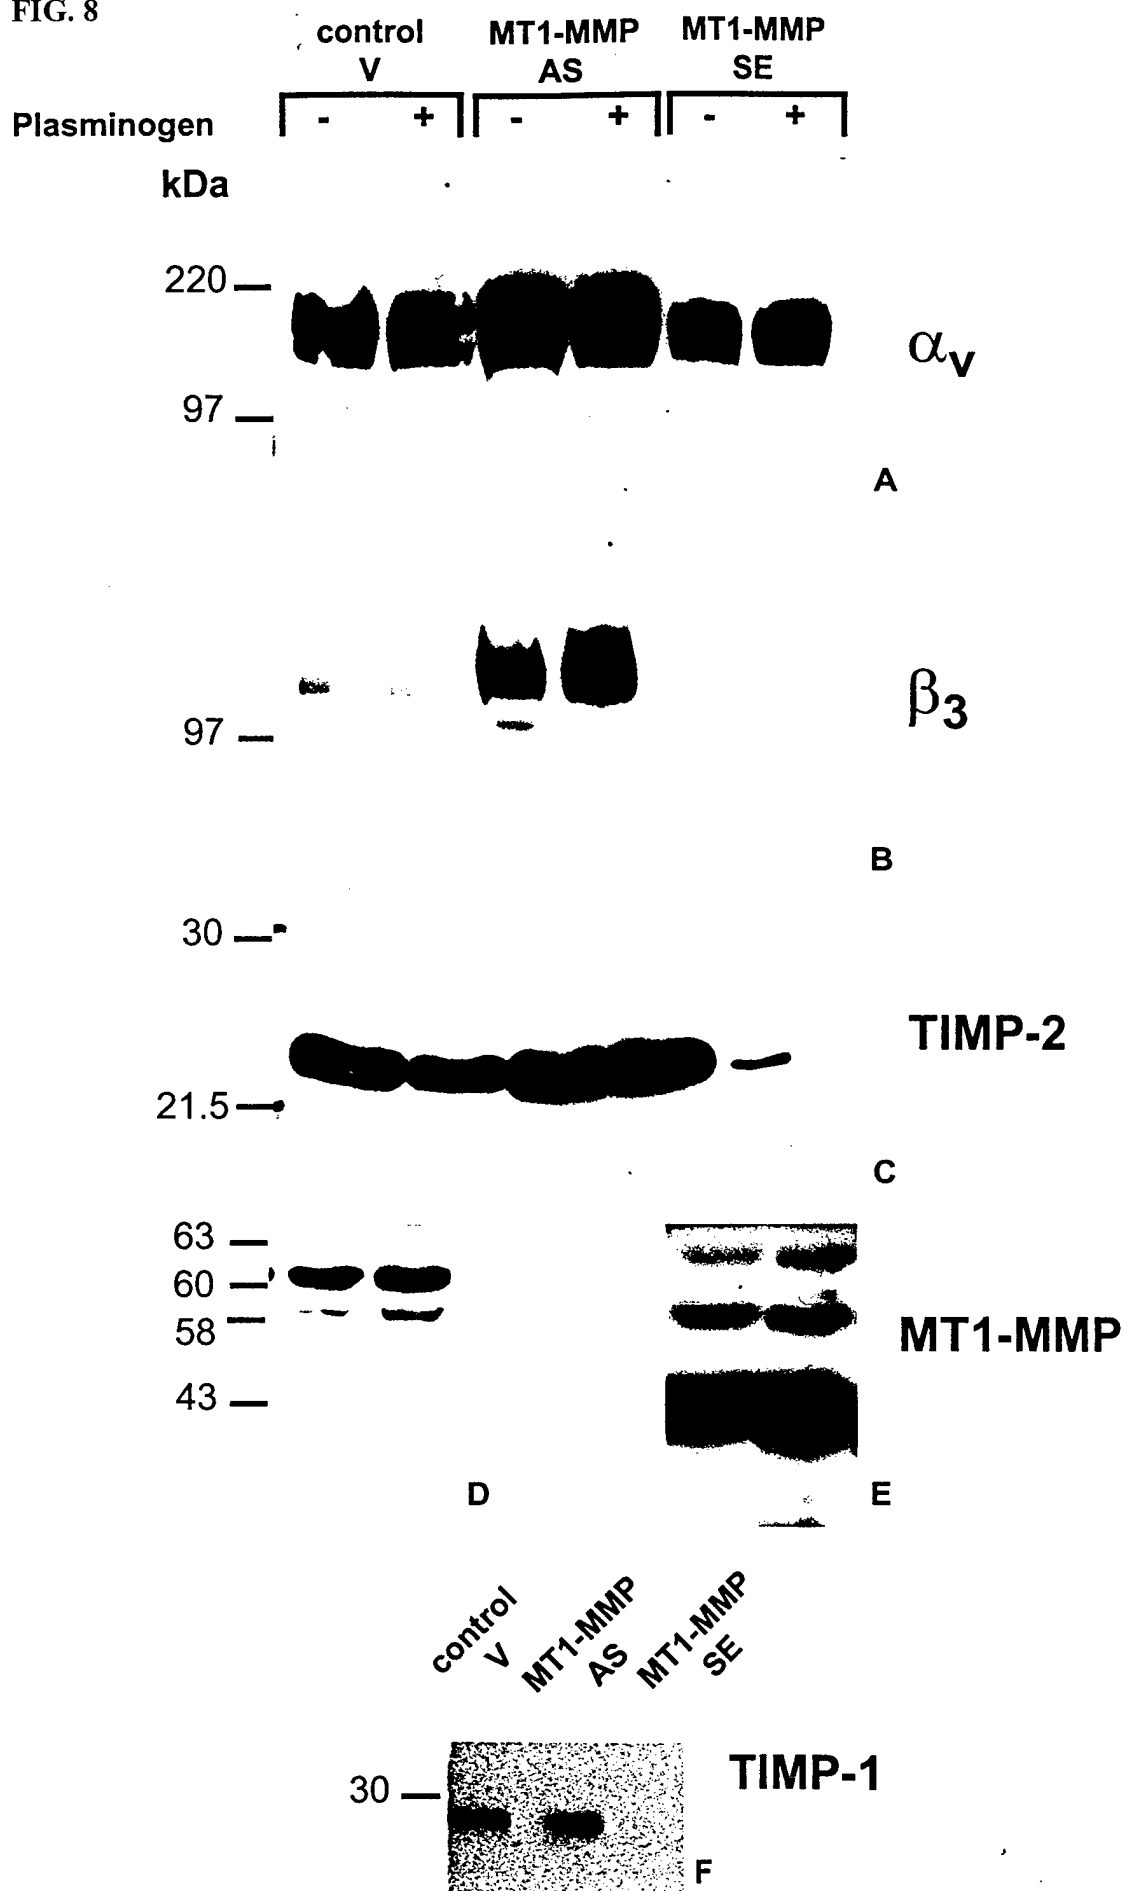 FIG. 8
control MT1-MMP MT1-MMP
V AS SE
Plasminogen - + - + - +
kDa
220
αv
97
A
β3
97
B
30
TIMP-2
21.5
C
63
60
58
MT1-MMP
43
D E
control V MT1-MMP AS MT1-MMP SE
TIMP-1
30
F